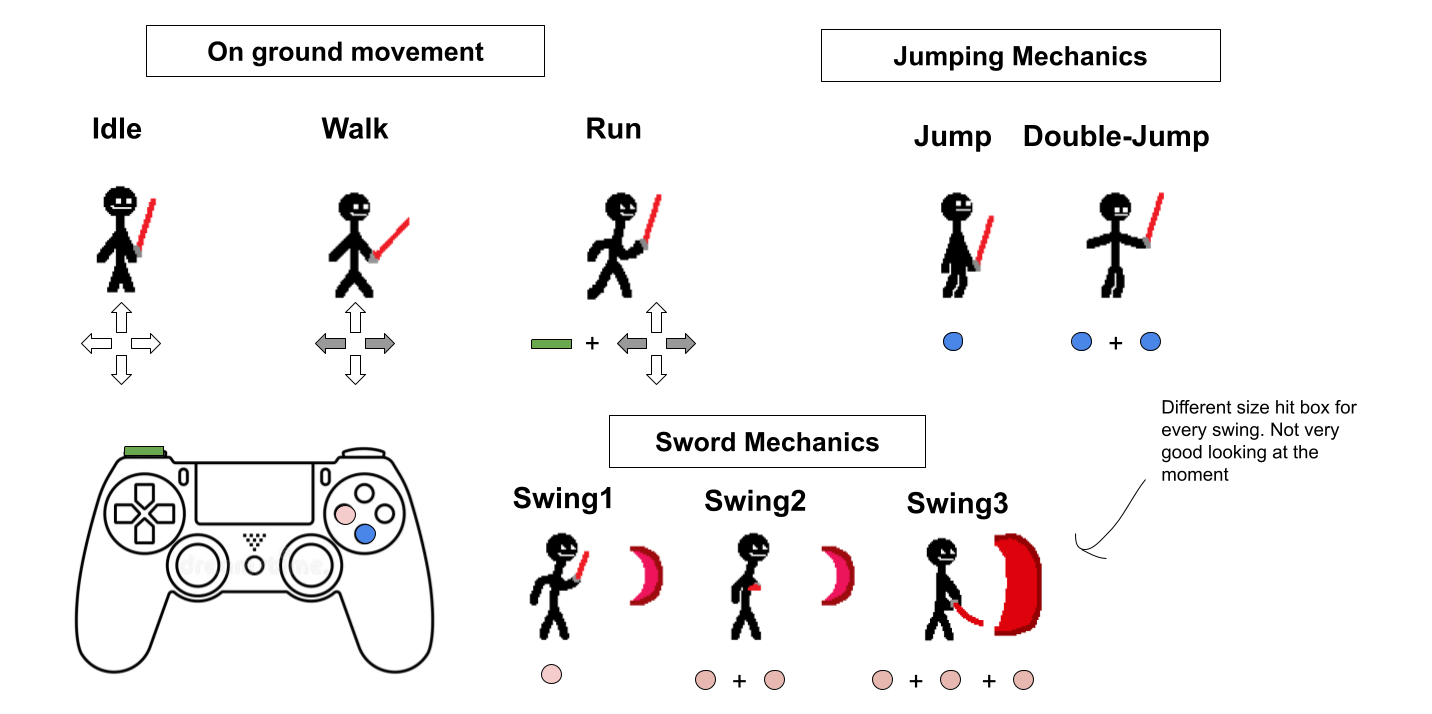 On ground movement
Jumping Mechanics
Idle
Walk
Run
Jump
Double-Jump
+
+
Different size hit box for
every swing. Not very
good looking at the
moment
Sword Mechanics
Swing1
Swing2
Swing3
+
+
+